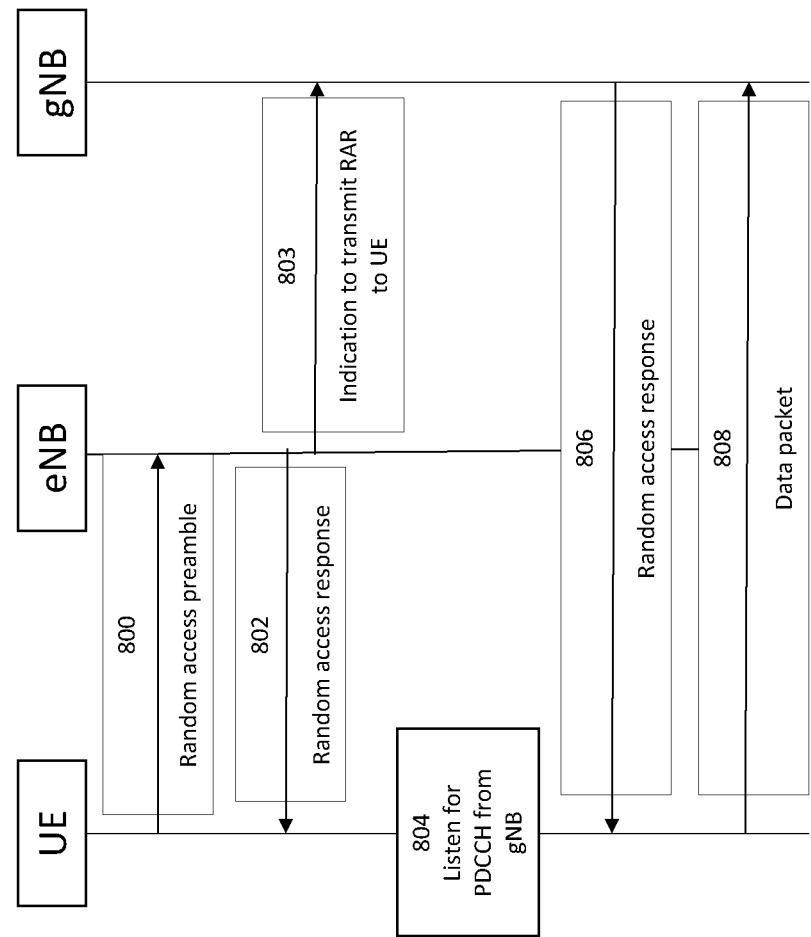 UE
eNB
gNB
800
Random access preamble
802
Random access response
803
Indication to transmit RAR
to UE
804
Listen for
PDCCH from
gNB
806
Random access response
808
Data packet